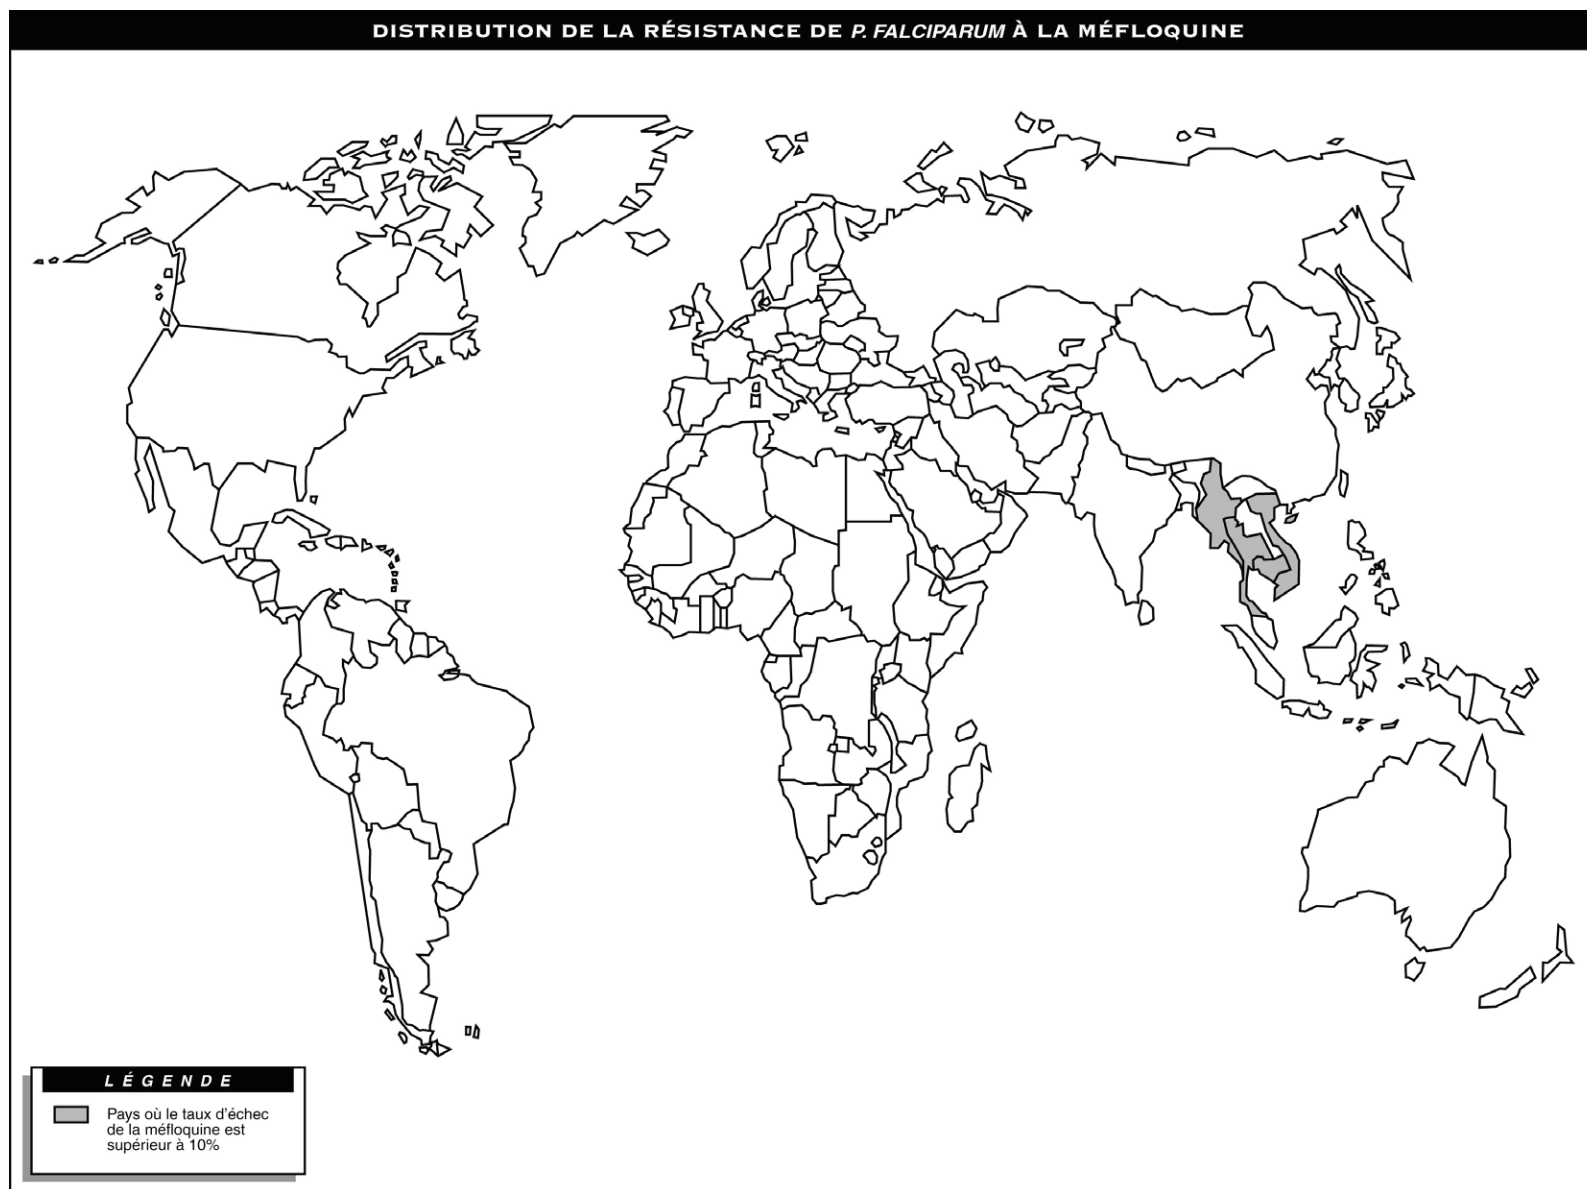 DISTRIBUTION DE LA RÉSISTANCE DE P. FALCIPARUM À LA MÉFLOQUINE
LÉGENDE
Pays où le taux d'échec
de la méfloquine est
supérieur à 10%